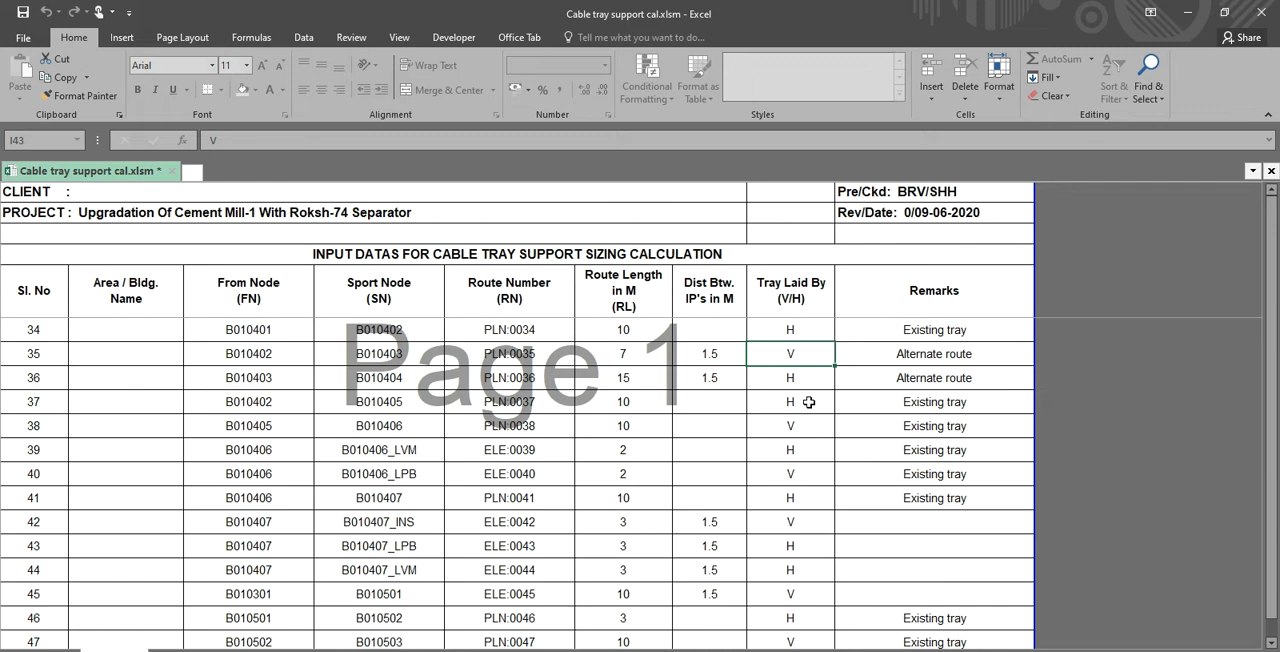 Cable tray support cal.xlsm - Excel
File Home Insert Page Layout Formulas Data Review View Developer Office Tab Tell me what you want to do... Share
Paste Cut Copy Format Painter Clipboard
Arial 11 B I U A Font
Wrap Text Merge & Center Alignment
% Number
Conditional Formatting Format as Table Styles
Insert Delete Format Cells
AutoSum Fill Clear Sort & Filter Find & Select Editing
I43 fx V
Cable tray support cal.xlsm *
CLIENT : Pre/Ckd: BRV/SHH
PROJECT : Upgradation Of Cement Mill-1 With Roksh-74 Separator Rev/Date: 0/09-06-2020
INPUT DATAS FOR CABLE TRAY SUPPORT SIZING CALCULATION
Sl. No Area / Bldg. Name From Node (FN) Sport Node (SN) Route Number (RN) Route Length in M (RL) Dist Btw. IP's in M Tray Laid By (V/H) Remarks
34 B010401 B010402 PLN:0034 10 H Existing tray
35 B010402 B010403 PLN:0035 7 1.5 V Alternate route
36 B010403 B010404 PLN:0036 15 1.5 H Alternate route
37 B010402 B010405 PLN:0037 10 H Existing tray
38 B010405 B010406 PLN:0038 10 V Existing tray
39 B010406 B010406_LVM ELE:0039 2 H Existing tray
40 B010406 B010406_LPB ELE:0040 2 V Existing tray
41 B010406 B010407 PLN:0041 10 H Existing tray
42 B010407 B010407_INS ELE:0042 3 1.5 V
43 B010407 B010407_LPB ELE:0043 3 1.5 H
44 B010407 B010407_LVM ELE:0044 3 1.5 H
45 B010301 B010501 ELE:0045 10 1.5 V
46 B010501 B010502 PLN:0046 3 H Existing tray
47 B010502 B010503 PLN:0047 10 V Existing tray
Page 1